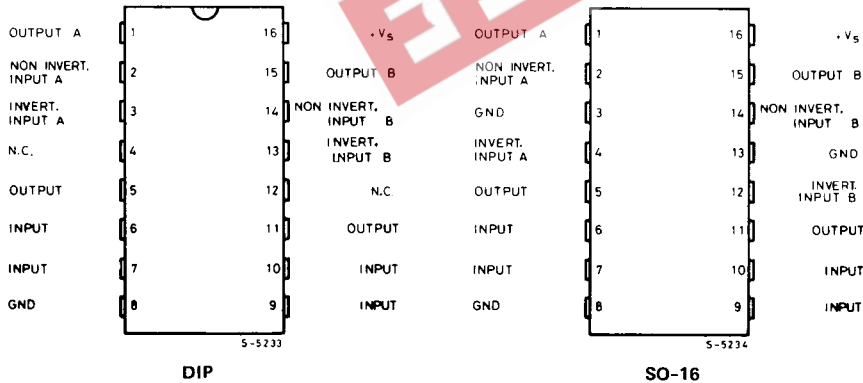 OUTPUT A 1 16 +Vs
NON INVERT.
INPUT A 2 15 OUTPUT B
INVERT.
INPUT A 3 14 NON INVERT.
INPUT B
N.C. 4 13 INVERT.
INPUT B
OUTPUT 5 12 N.C.
INPUT 6 11 OUTPUT
INPUT 7 10 INPUT
GND 8 9 INPUT
S-5233
DIP
OUTPUT A 1 16 +Vs
NON INVERT.
INPUT A 2 15 OUTPUT B
GND 3 14 NON INVERT.
INPUT B
INVERT.
INPUT A 4 13 GND
OUTPUT 5 12 INVERT.
INPUT B
INPUT 6 11 OUTPUT
INPUT 7 10 INPUT
GND 8 9 INPUT
S-5234
SO-16